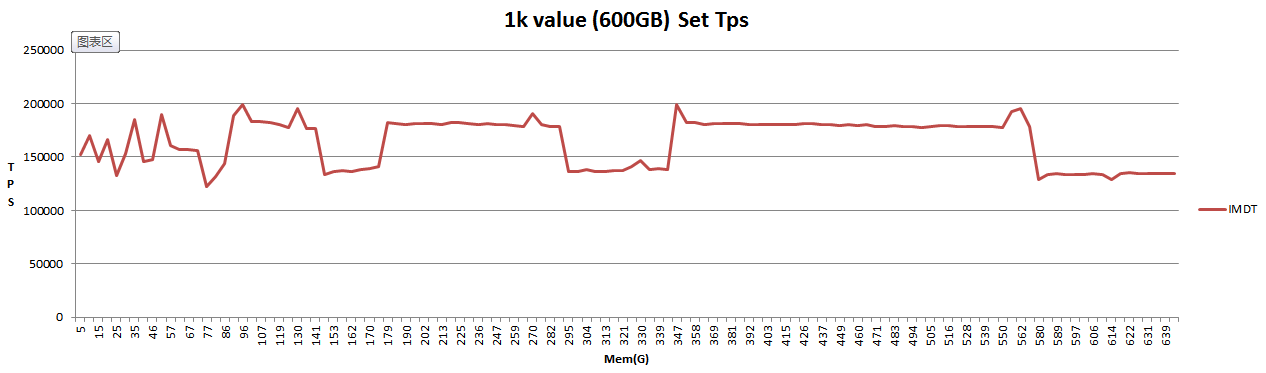 1k value (600GB) Set Tps
图表区
250000
200000
150000
100000
50000
0
T
P
S
5 15 25 35 46 57 67 77 86 96 107 119 130 141 153 162 170 179 190 202 213 225 236 247 259 270 282 295 304 313 321 330 339 347 358 369 381 392 403 415 426 437 449 460 471 483 494 505 516 528 539 550 562 580 589 597 606 614 622 631 639
Mem(G)
IMDT